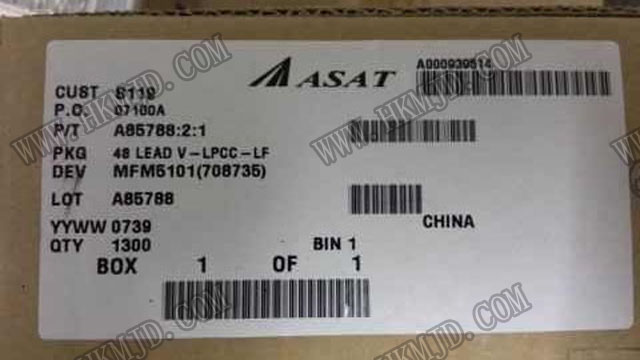 ASAT
A000939614
CUST S119
P.O. 07100A
P/T A85788:2:1
PKG 48 LEAD V-LPCC-LF
DEV MFM5101(708735)
LOT A85788
CHINA
YYWW 0739
QTY 1300 BIN 1
BOX 1 OF 1
WWW.HKMJD.COM